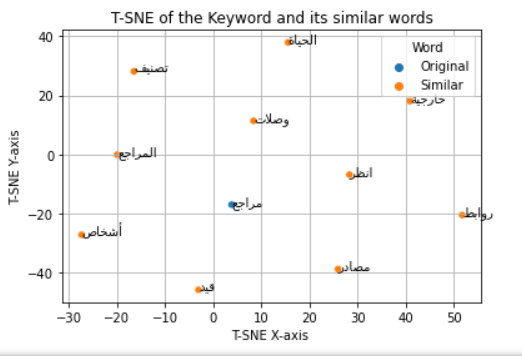 T-SNE of the Keyword and its similar words
Word
Original
Similar
T-SNE Y-axis
40
20
0
−20
−40
الحياة
تصنيف
خارجية
وصلات
المراجع
انظر
مراجع
روابط
أشخاص
مصادر
قيد
−30 −20 −10 0 10 20 30 40 50
T-SNE X-axis